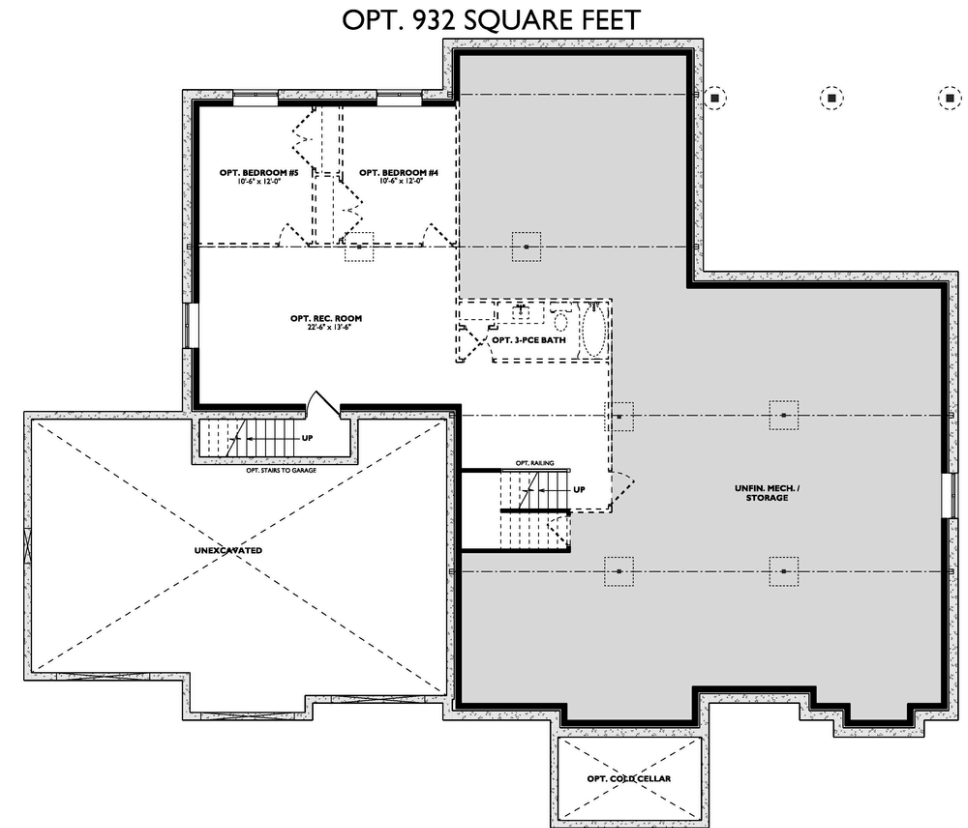 OPT. 932 SQUARE FEET
OPT. BEDROOM #5
10'-6" x 12'-0"
OPT. BEDROOM #4
10'-6" x 12'-0"
OPT. REC. ROOM
22'-6" x 13'-6"
OPT. 3-PCE BATH
UP
OPT. STAIRS TO GARAGE
OPT. RAILING
UP
UNFIN. MECH. /
STORAGE
UNEXCAVATED
OPT. COLD CELLAR